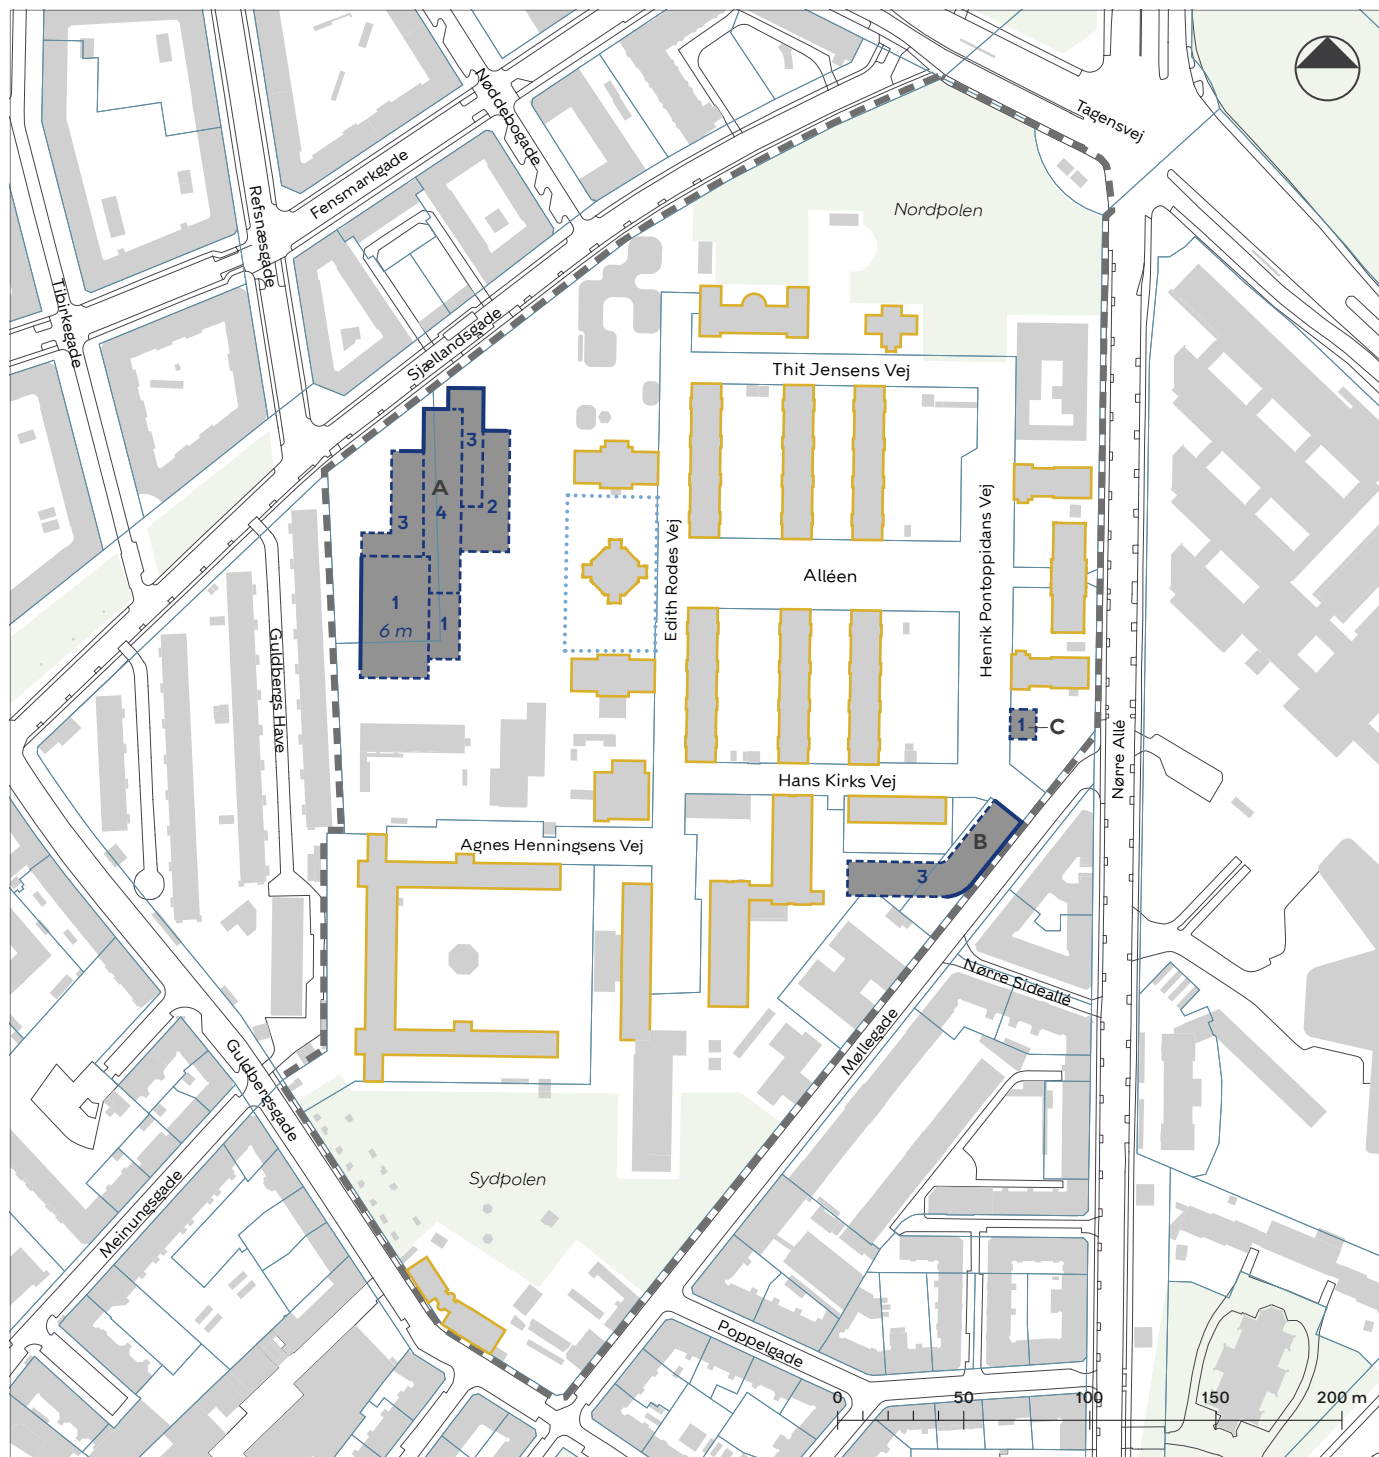 Nøddebogade
Tagensvej
Fensmarkgade
Refsnæsgade
Nordpolen
Tibirkegade
Sjællandsgade
Thit Jensens Vej
3
A
4
2
3
Henrik Pontoppidans Vej
Edith Rodes Vej
Alléen
1
6 m
1
Guldbergs Have
1
C
Nørre Allé
Hans Kirks Vej
Agnes Henningsens Vej
B
3
Nørre Sideallé
Møllegade
Guldbergsgade
Sydpolen
Meinungsgade
Poppelgade
0 50 100 150 200 m